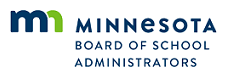 MINNESOTA
BOARD OF SCHOOL
ADMINISTRATORS